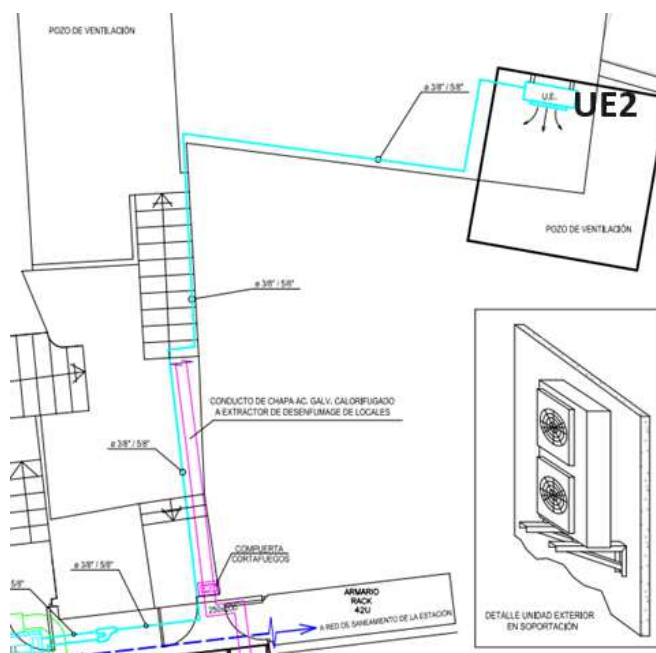 POZO DE VENTILACIÓN
ø 3/8" / 5/8"
U.E.
UE2
POZO DE VENTILACIÓN
ø 3/8" / 5/8"
CONDUCTO DE CHAPA AC. GALV. CALORIFUGADO
A EXTRACTOR DE DESENFUMAGE DE LOCALES
ø 3/8" / 5/8"
COMPUERTA
CORTAFUEGOS
ø 3/8" / 5/8"
5/8"
ARMARIO
RACK
42U
A RED DE SANEAMIENTO DE LA ESTACIÓN
DETALLE UNIDAD EXTERIOR
EN SOPORTACIÓN